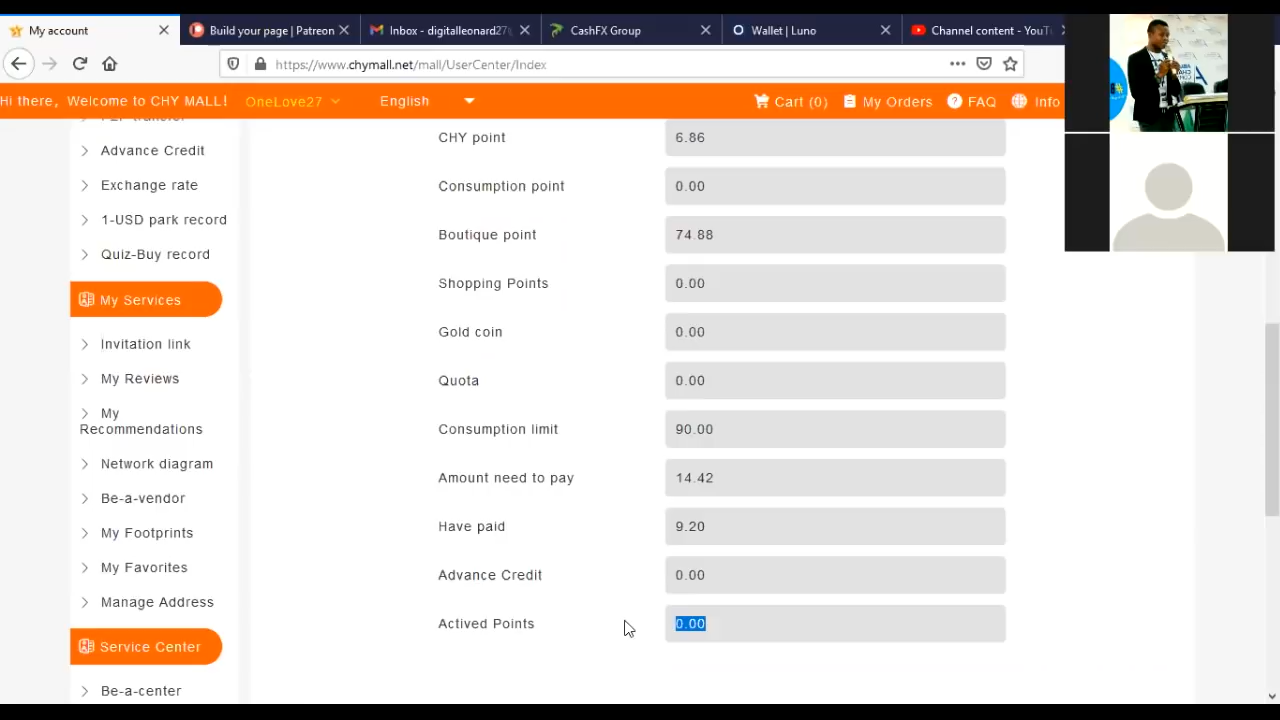 My account
Build your page | Patreon
Inbox - digitalleonard27
CashFX Group
Wallet | Luno
Channel content - YouT
https://www.chymall.net/mall/UserCenter/Index
Hi there, Welcome to CHY MALL!
OneLove27
English
Cart (0)
My Orders
FAQ
Info
Advance Credit
Exchange rate
1-USD park record
Quiz-Buy record
My Services
Invitation link
My Reviews
My
Recommendations
Network diagram
Be-a-vendor
My Footprints
My Favorites
Manage Address
Service Center
Be-a-center
CHY point 6.86
Consumption point 0.00
Boutique point 74.88
Shopping Points 0.00
Gold coin 0.00
Quota 0.00
Consumption limit 90.00
Amount need to pay 14.42
Have paid 9.20
Advance Credit 0.00
Actived Points 0.00